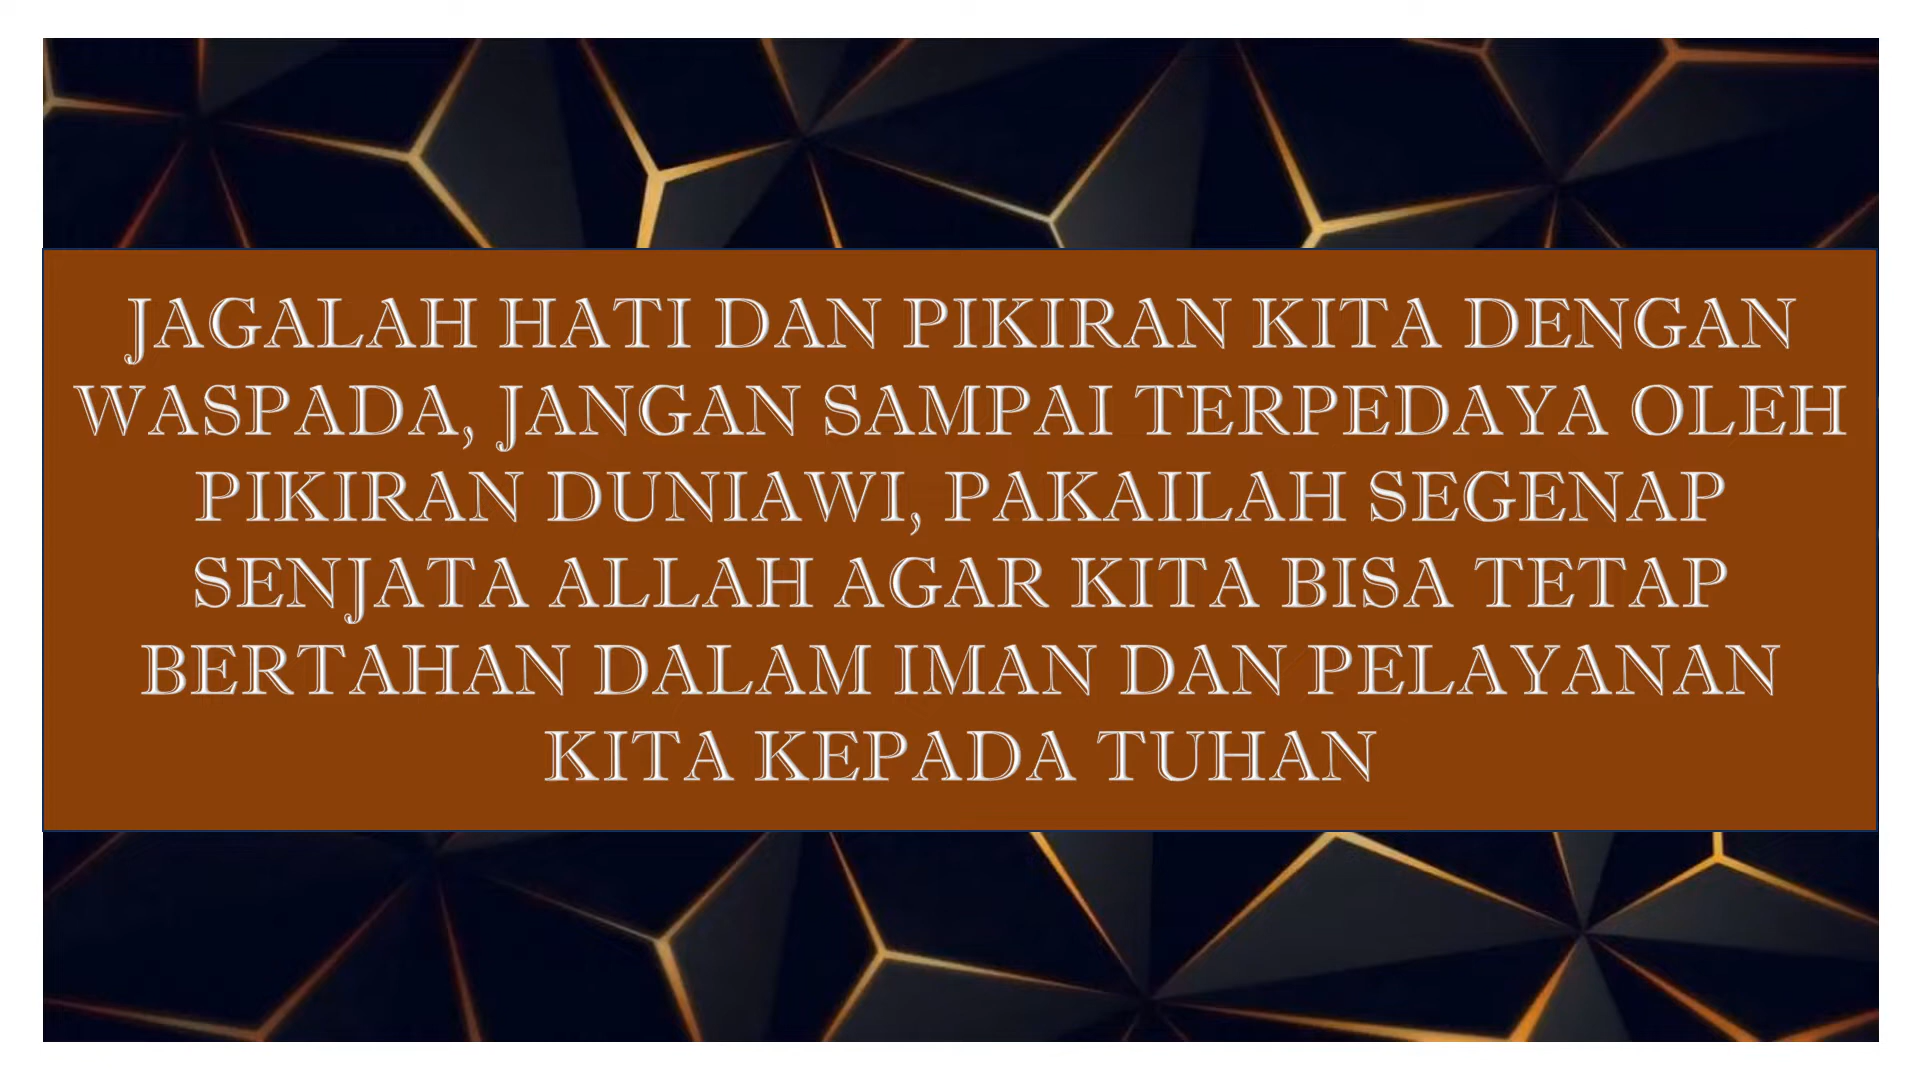 JAGALAH HATI DAN PIKIRAN KITA DENGAN
WASPADA, JANGAN SAMPAI TERPEDAYA OLEH
PIKIRAN DUNIAWI, PAKAILAH SEGENAP
SENJATA ALLAH AGAR KITA BISA TETAP
BERTAHAN DALAM IMAN DAN PELAYANAN
KITA KEPADA TUHAN